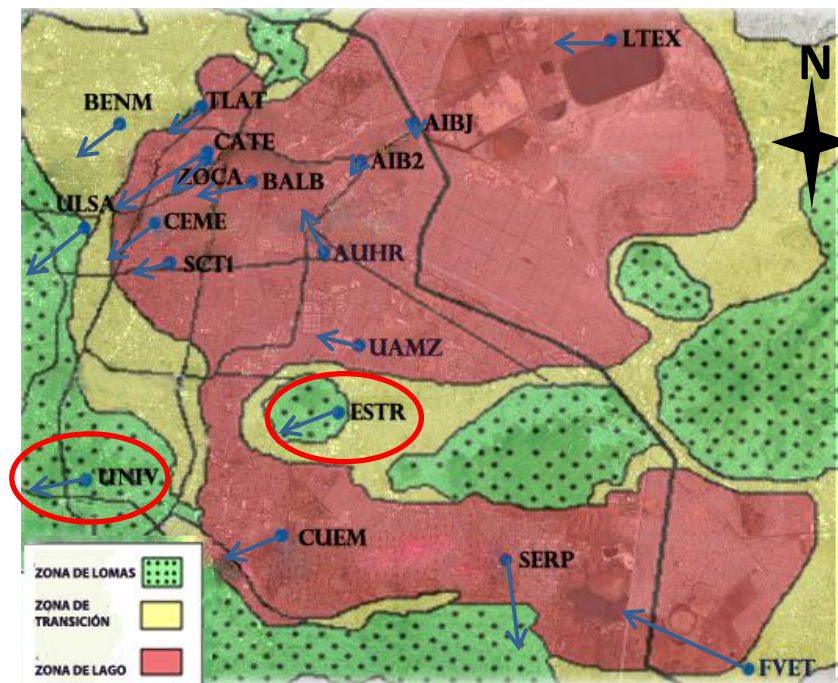 LTEX
N
BENM
TLAT
AIBJ
CATE
AIB2
ZOCA
BALB
ULSA
CEME
AUHR
SCT1
UAMZ
ESTR
UNIV
CUEM
SERP
ZONA DE LOMAS
ZONA DE
TRANSICIÓN
ZONA DE LAGO
FVET